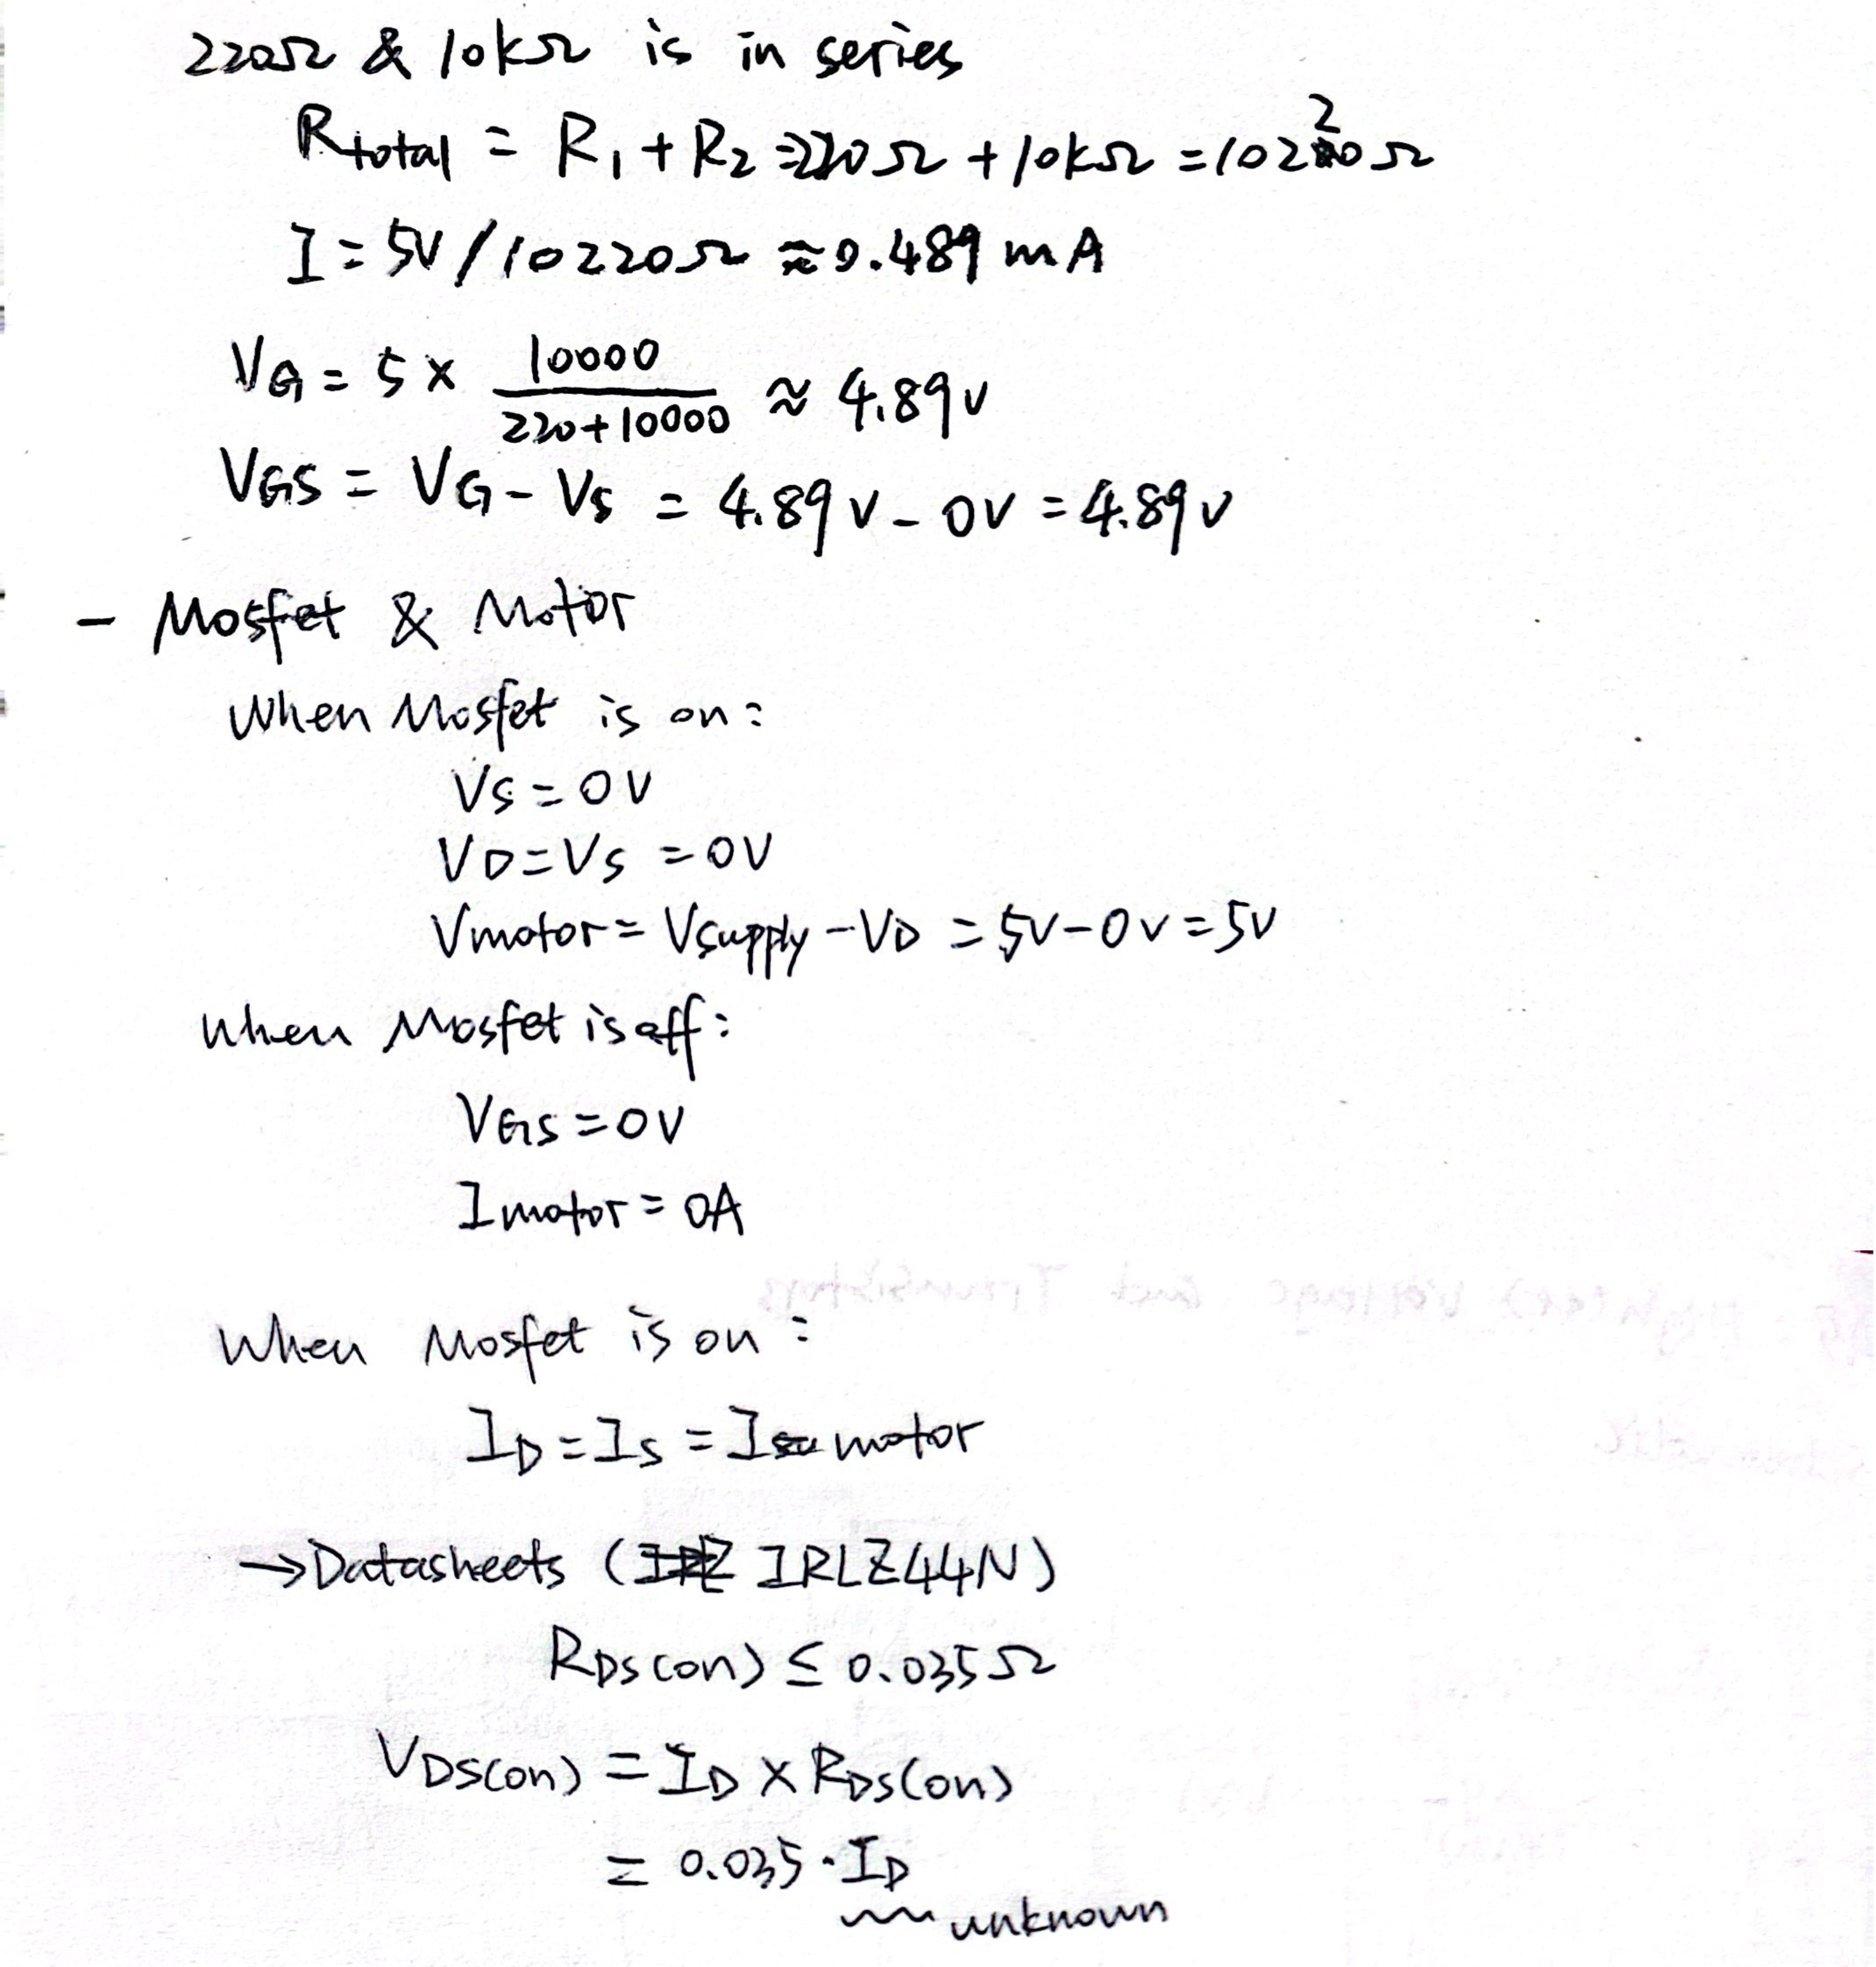 220Ω & 10kΩ is in series
Rtotal = R1 + R2 = 220Ω + 10kΩ = 10220Ω
I = 5V / 10220Ω ≈ 0.489 mA
VG = 5 × 10000 / 220+10000 ≈ 4.89V
VGS = VG - VS = 4.89V - 0V = 4.89V
- Mosfet & Motor
When Mosfet is on:
VS = 0V
VD = VS = 0V
Vmotor = Vsupply - VD = 5V - 0V = 5V
When Mosfet is off:
VGS = 0V
Imotor = 0A
When Mosfet is on:
ID = IS = Imotor
→ Datasheets (IRLZ44N)
RDS(on) ≤ 0.035Ω
VDS(on) = ID × RDS(on)
= 0.035 · ID
unknown